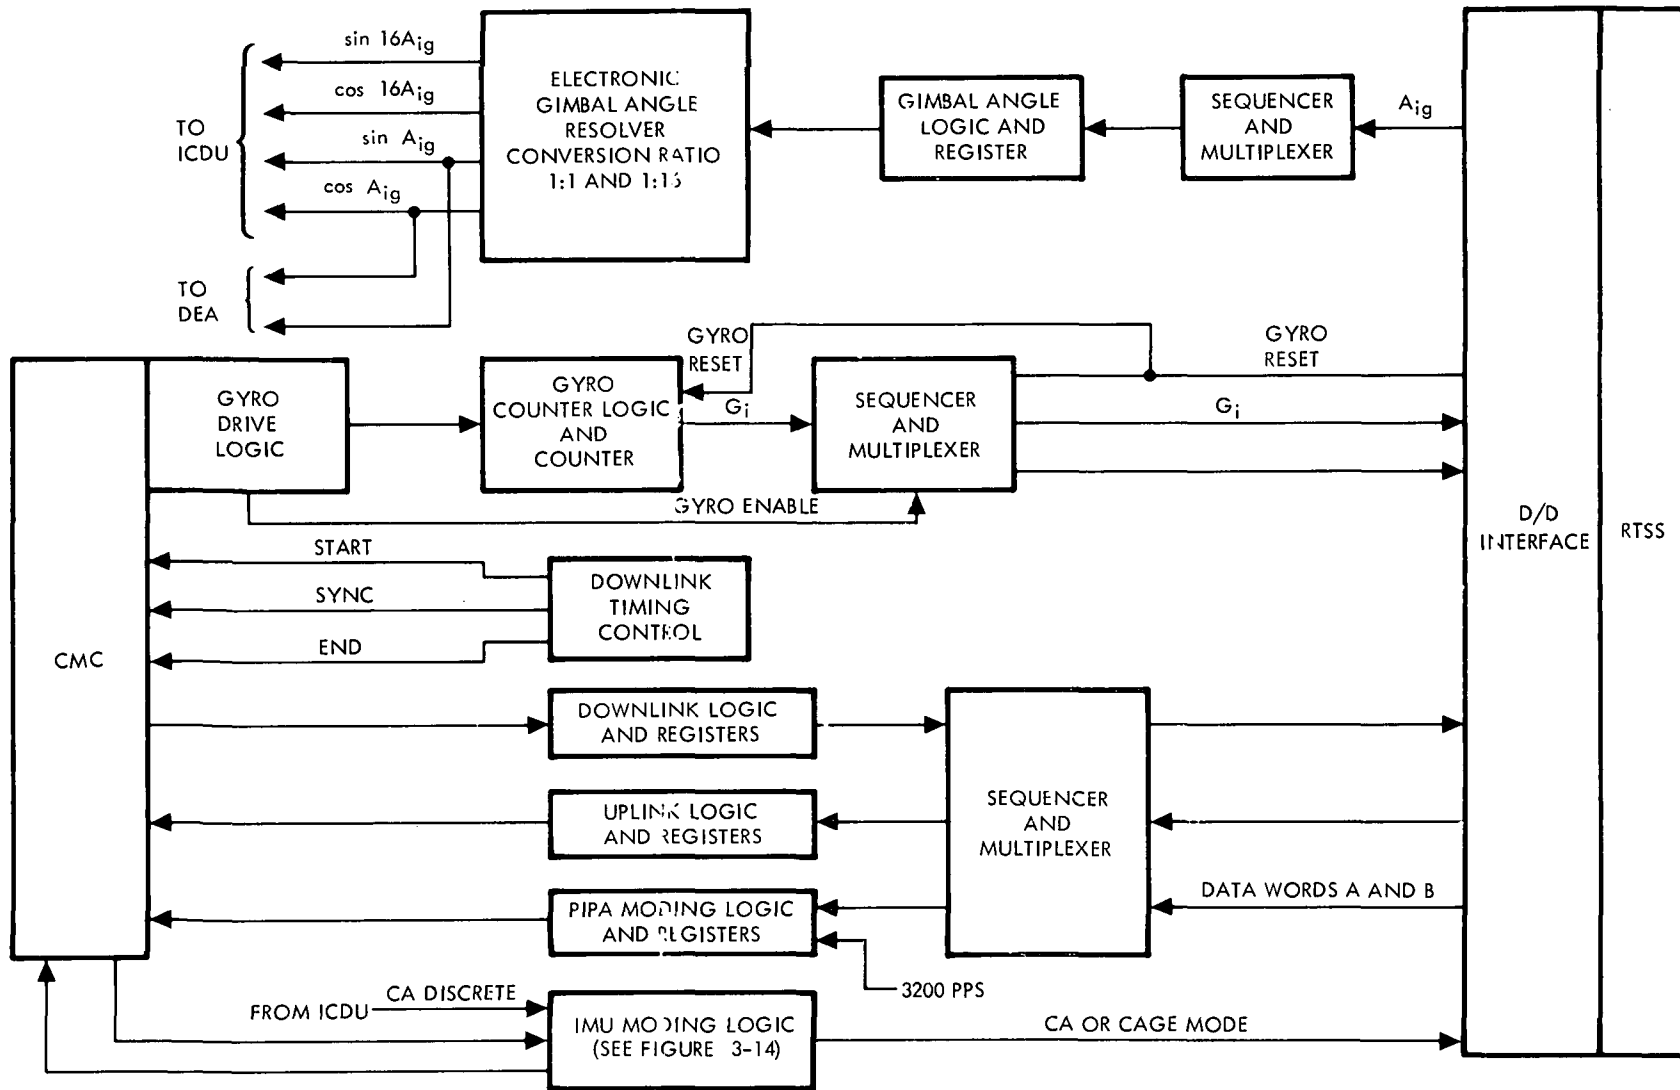 sin 16A_ig
cos 16A_ig
sin A_ig
cos A_ig
TO
ICDU
TO
DEA
ELECTRONIC
GIMBAL ANGLE
RESOLVER
CONVERSION RATIO
1:1 AND 1:16
GIMBAL ANGLE
LOGIC AND
REGISTER
SEQUENCER
AND
MULTIPLEXER
A_ig
GYRO
DRIVE
LOGIC
GYRO
COUNTER LOGIC
AND
COUNTER
GYRO
RESET
G_i
SEQUENCER
AND
MULTIPLEXER
GYRO
RESET
G_i
GYRO ENABLE
D/D
INTERFACE
RTSS
CMC
START
SYNC
END
DOWNLINK
TIMING
CONTROL
DOWNLINK LOGIC
AND REGISTERS
UPLINK LOGIC
AND REGISTERS
PIPA MODING LOGIC
AND REGISTERS
SEQUENCER
AND
MULTIPLEXER
DATA WORDS A AND B
3200 PPS
FROM ICDU
CA DISCRETE
IMU MODING LOGIC
(SEE FIGURE 3-14)
CA OR CAGE MODE